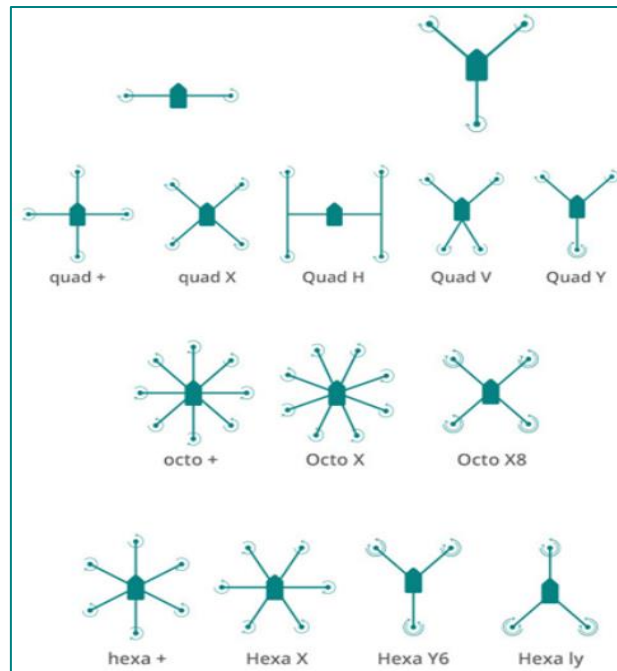 quad +
quad X
Quad H
Quad V
Quad Y
octo +
Octo X
Octo X8
hexa +
Hexa X
Hexa Y6
Hexa ly